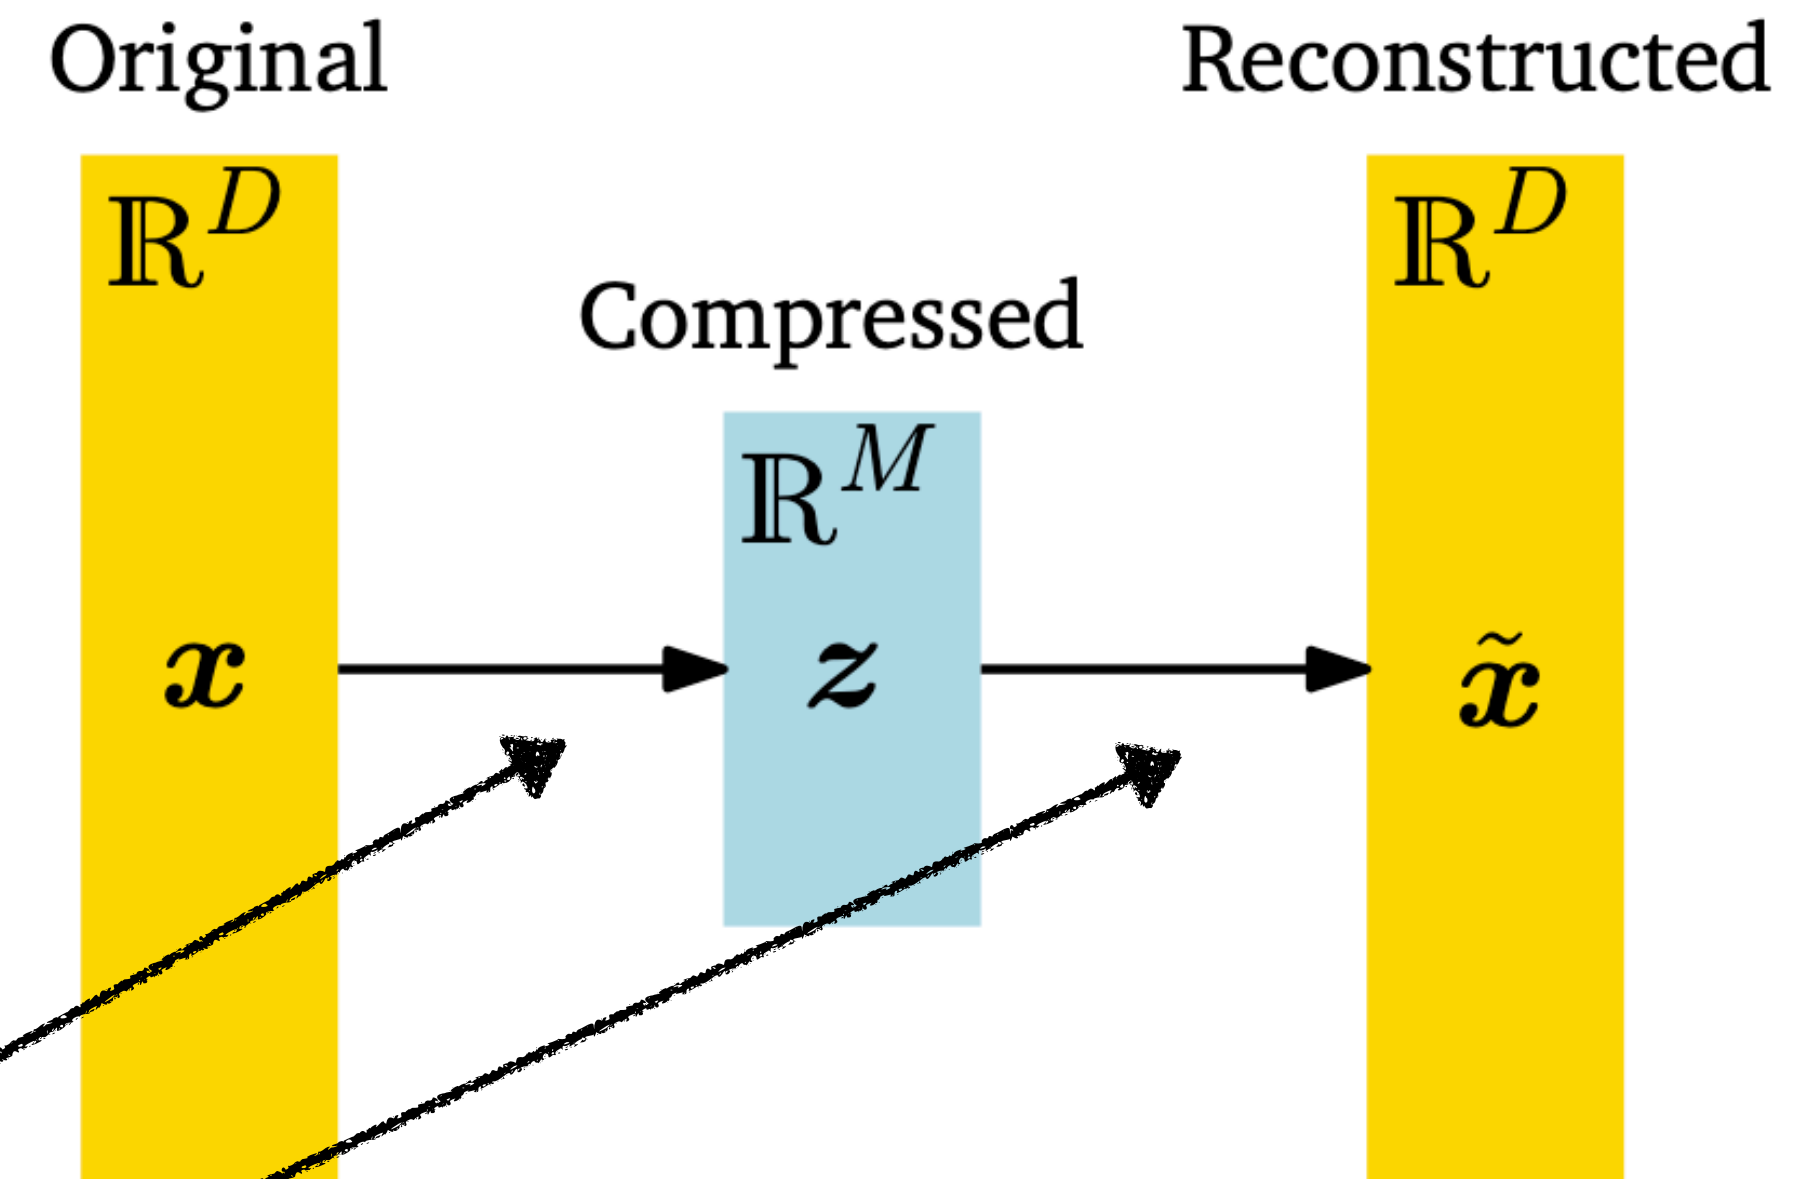 Original
Reconstructed
ℝ^D
ℝ^D
Compressed
ℝ^M
x
z
x̃